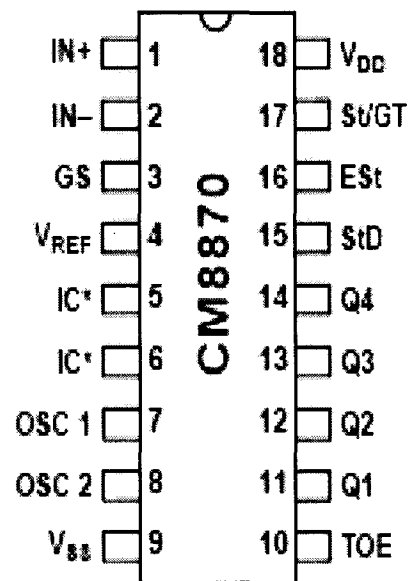 IN+ 1 18 VDD
IN– 2 17 St/GT
GS 3 16 ESt
VREF 4 15 StD
IC* 5 14 Q4
IC* 6 13 Q3
OSC 1 7 12 Q2
OSC 2 8 11 Q1
VSS 9 10 TOE
CM8870